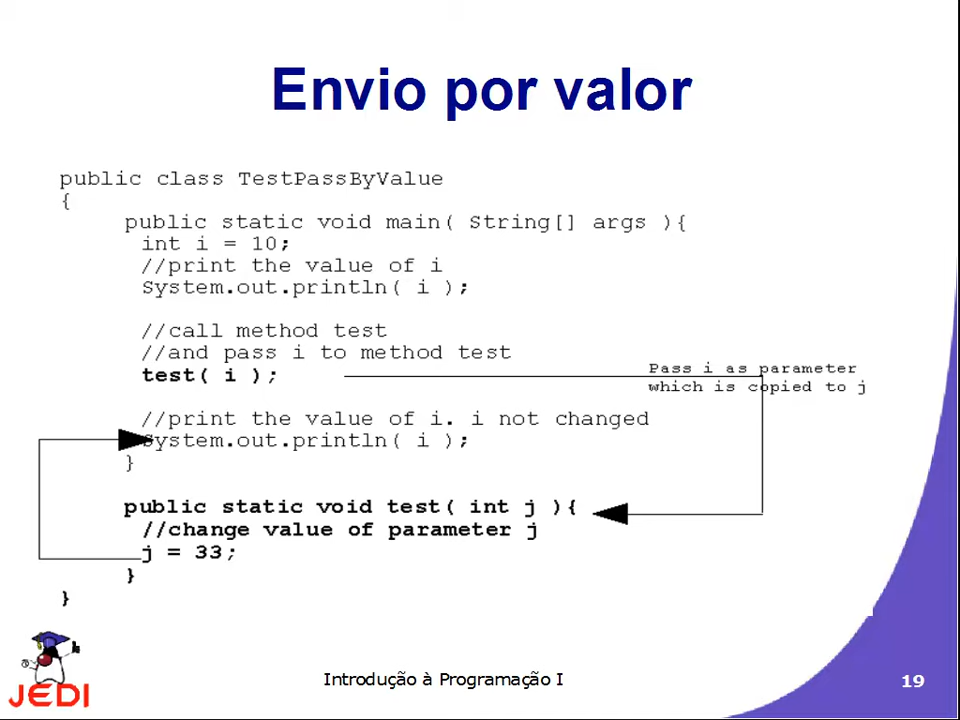 Envio por valor
public class TestPassByValue
{
public static void main( String[] args ){
int i = 10;
//print the value of i
System.out.println( i );
//call method test
//and pass i to method test
test( i );
Pass i as parameter
which is copied to j
//print the value of i. i not changed
System.out.println( i );
}
public static void test( int j ){
//change value of parameter j
j = 33;
}
}
JEDI
Introdução à Programação I
19